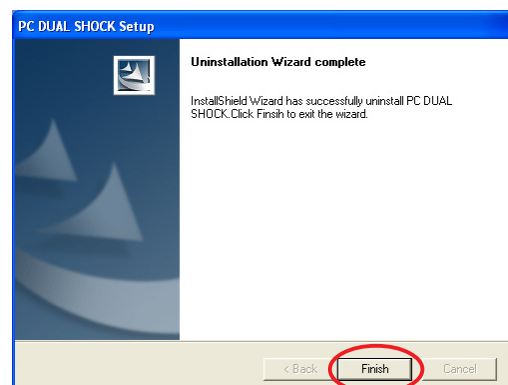 PC DUAL SHOCK Setup
Uninstallation Wizard complete
InstallShield Wizard has successfully uninstall PC DUAL
SHOCK.Click Finsih to exit the wizard.
< Back Finish Cancel